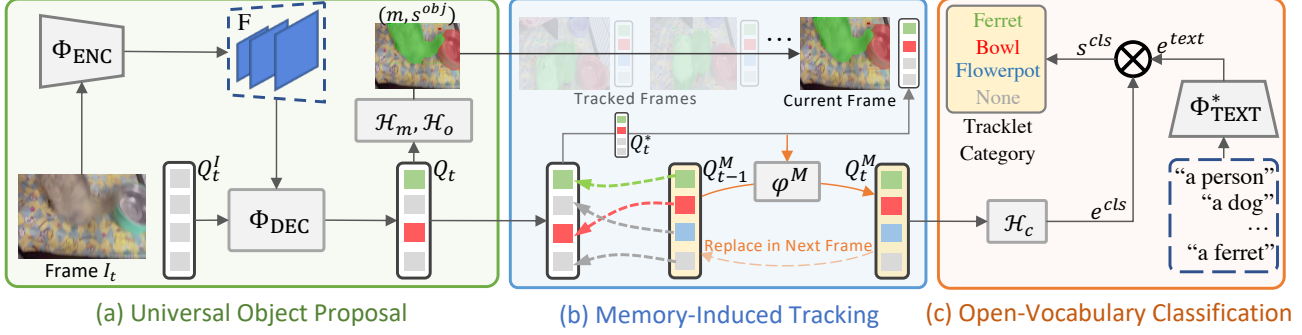 Φ_ENC
F
(m, s^{obj})
ℋ_m, ℋ_o
Q_t^I
Q_t
Φ_DEC
Frame I_t
(a) Universal Object Proposal
...
Tracked Frames
Current Frame
Q_t^*
Q_{t-1}^M
φ^M
Q_t^M
Replace in Next Frame
(b) Memory-Induced Tracking
Ferret
Bowl
Flowerpot
None
Tracklet
Category
s^{cls}
e^{text}
Φ_TEXT^*
ℋ_c
e^{cls}
“a person”
“a dog”
...
“a ferret”
(c) Open-Vocabulary Classification